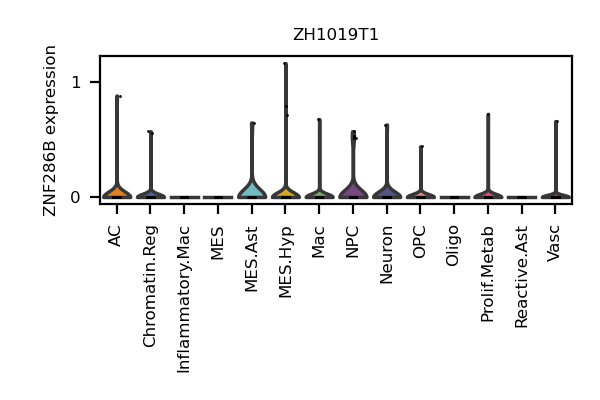 ZH1019T1
ZNF286B expression
1
0
AC
Chromatin.Reg
Inflammatory.Mac
MES
MES.Ast
MES.Hyp
Mac
NPC
Neuron
OPC
Oligo
Prolif.Metab
Reactive.Ast
Vasc